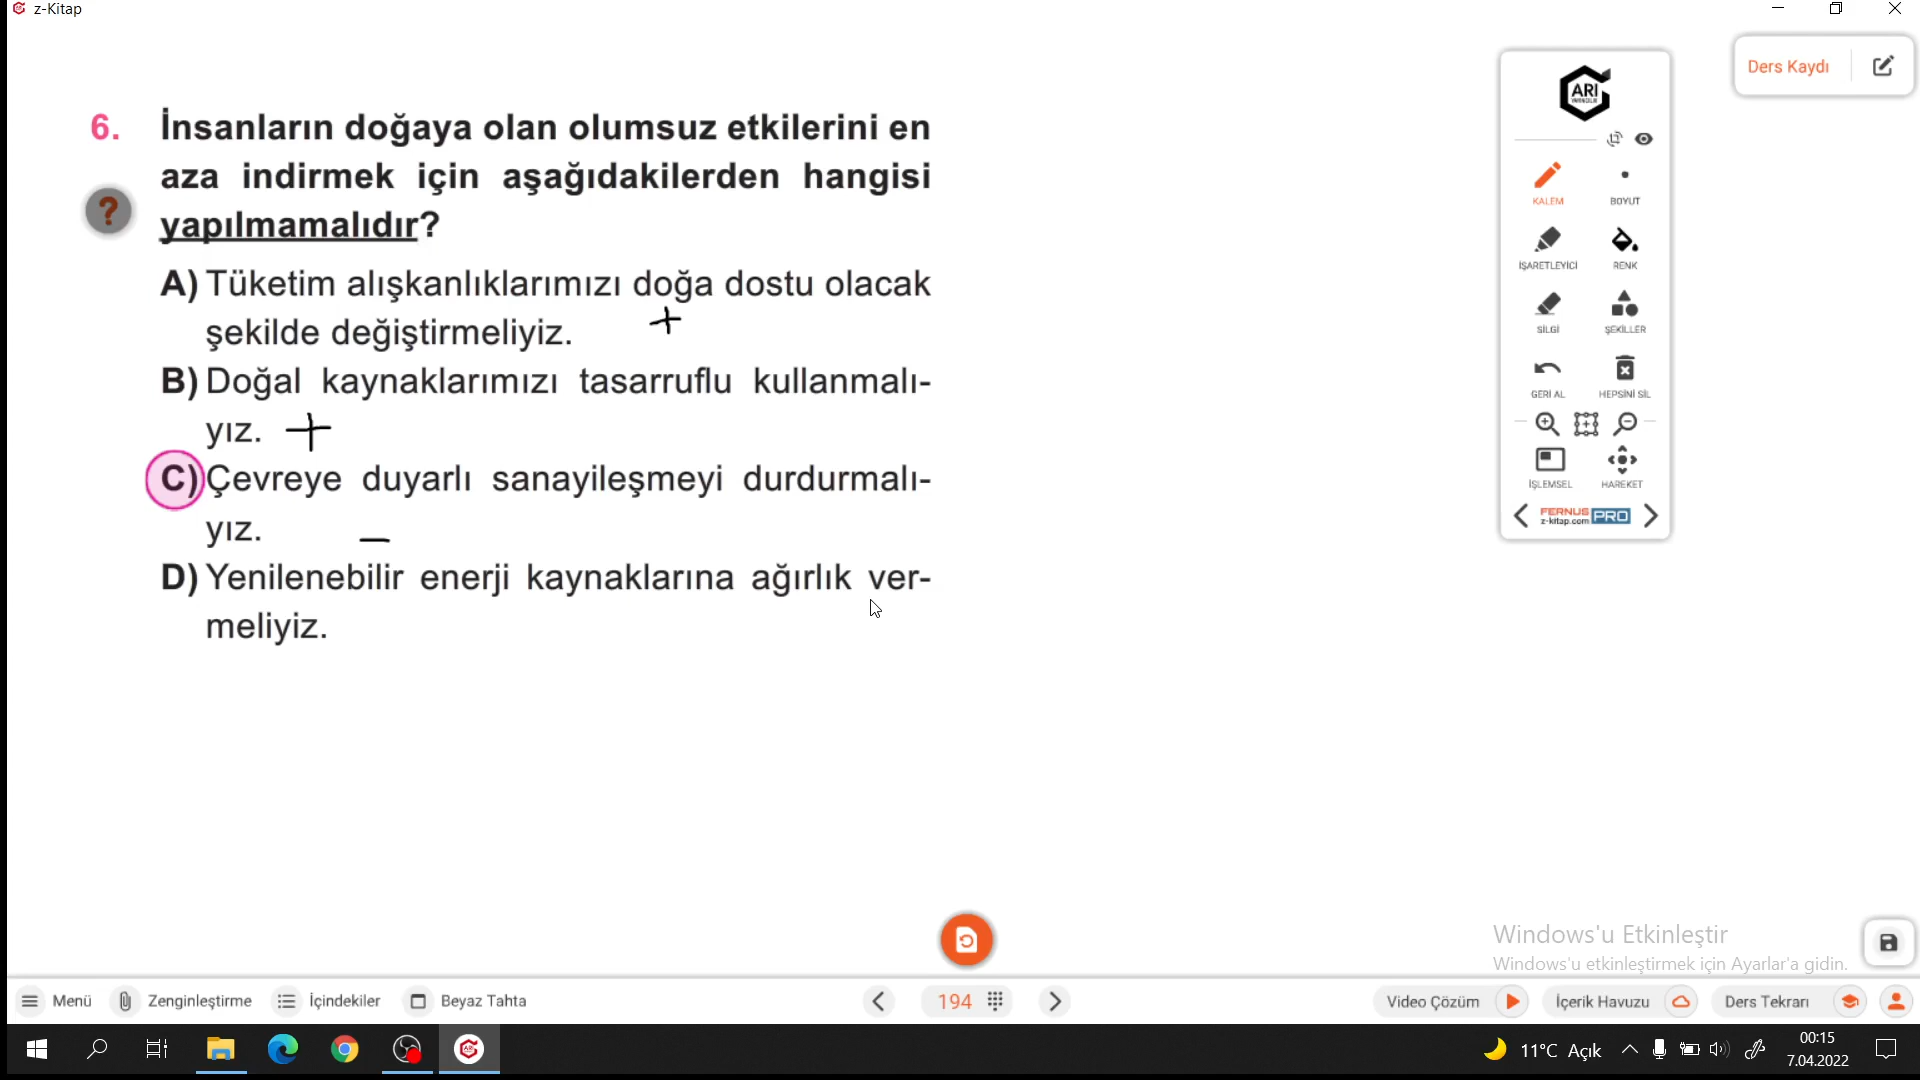 z-Kitap
Ders Kaydı
6. İnsanların doğaya olan olumsuz etkilerini en
aza indirmek için aşağıdakilerden hangisi
yapılmamalıdır?
?
A) Tüketim alışkanlıklarımızı doğa dostu olacak
şekilde değiştirmeliyiz.
+
B) Doğal kaynaklarımızı tasarruflu kullanmalı-
yız. +
C) Çevreye duyarlı sanayileşmeyi durdurmalı-
yız. −
D) Yenilenebilir enerji kaynaklarına ağırlık ver-
meliyiz.
ARI
YAYINCILIK
KALEM BOYUT
İŞARETLEYİCİ RENK
SİLGİ ŞEKİLLER
GERİ AL HEPSİNİ SİL
İŞLEMSEL HAREKET
FERNUS
z-kitap.com PRO
Windows'u Etkinleştir
Windows'u etkinleştirmek için Ayarlar'a gidin.
Menü Zenginleştirme İçindekiler Beyaz Tahta 194 Video Çözüm İçerik Havuzu Ders Tekrarı
11°C Açık 00:15
7.04.2022